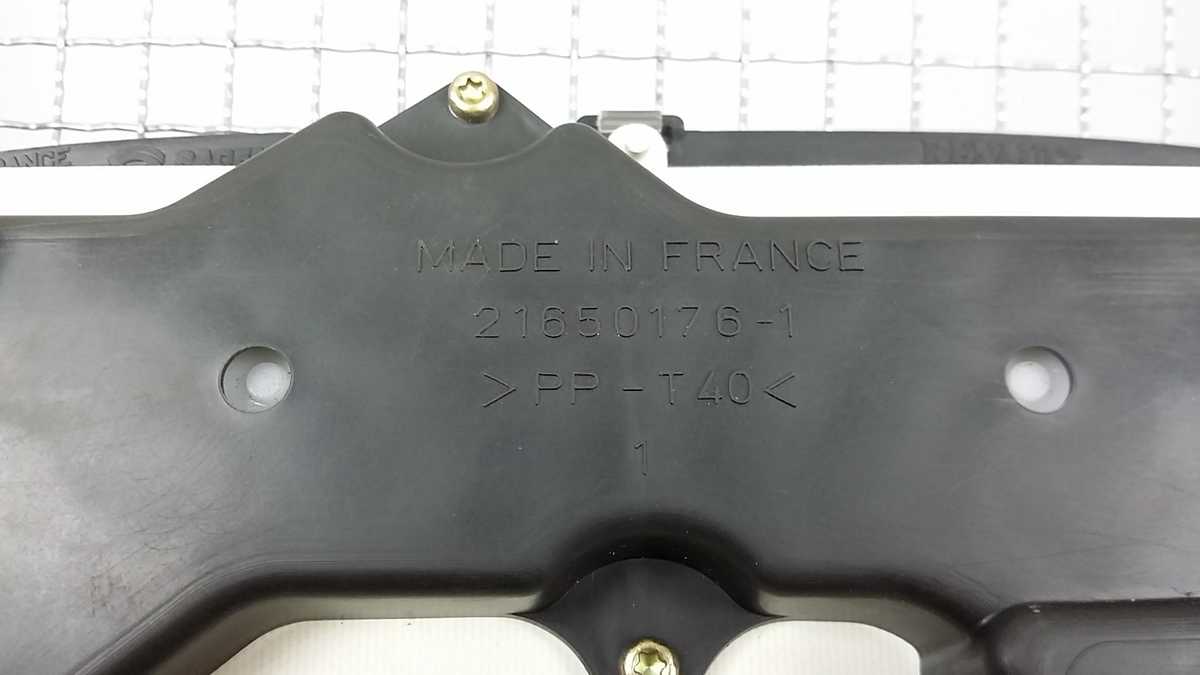 MADE IN FRANCE
21650176-1
>PP-T40<
1